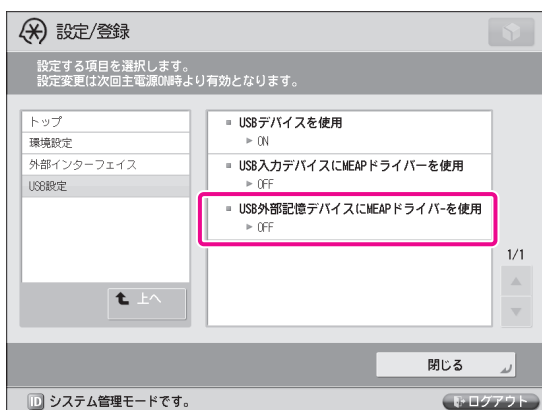 設定/登録
設定する項目を選択します。
設定変更は次回主電源ON時より有効となります。
トップ
環境設定
外部インターフェイス
USB設定
上へ
USBデバイスを使用
ON
USB入力デバイスにMEAPドライバーを使用
OFF
USB外部記憶デバイスにMEAPドライバｰを使用
OFF
1/1
閉じる
ID システム管理モードです。
ログアウト